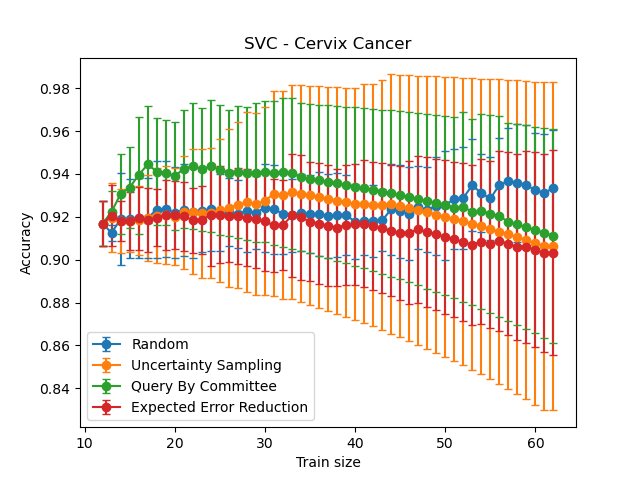 SVC - Cervix Cancer
0.98
0.96
0.94
0.92
0.90
0.88
0.86
0.84
Accuracy
Random
Uncertainty Sampling
Query By Committee
Expected Error Reduction
10 20 30 40 50 60
Train size